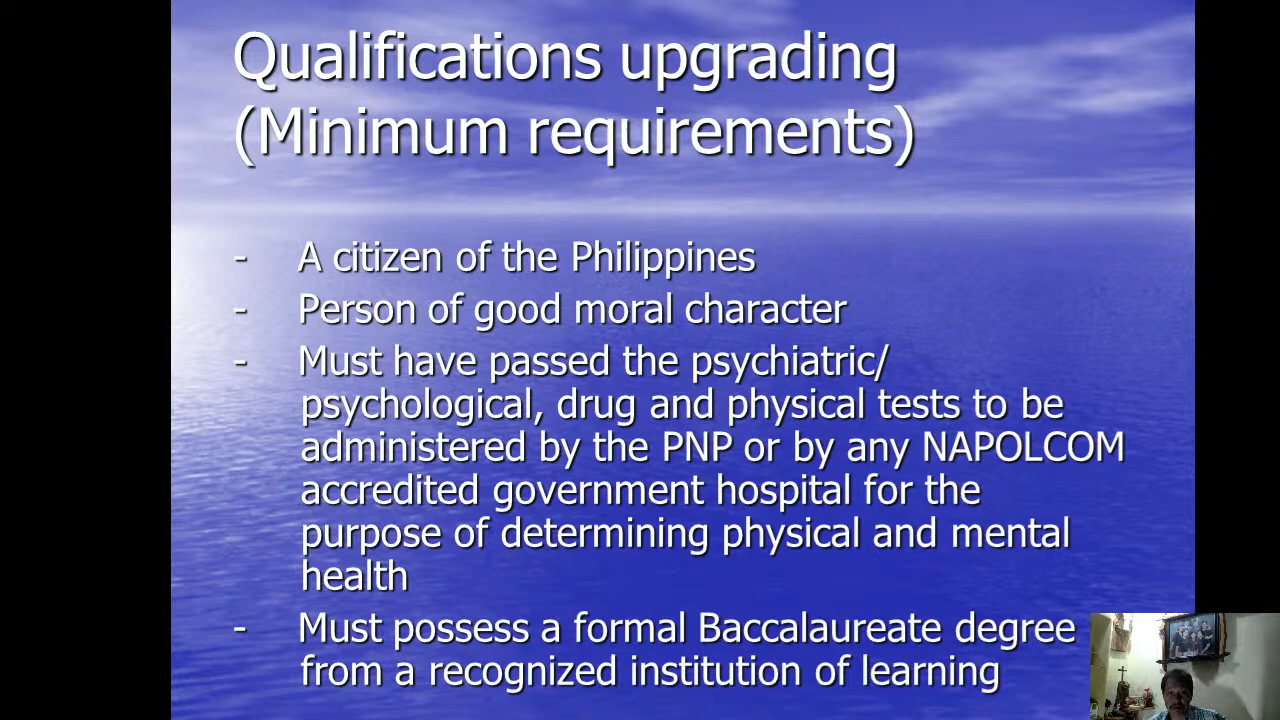 Qualifications upgrading
(Minimum requirements)
- A citizen of the Philippines
- Person of good moral character
- Must have passed the psychiatric/
psychological, drug and physical tests to be
administered by the PNP or by any NAPOLCOM
accredited government hospital for the
purpose of determining physical and mental
health
- Must possess a formal Baccalaureate degree
from a recognized institution of learning